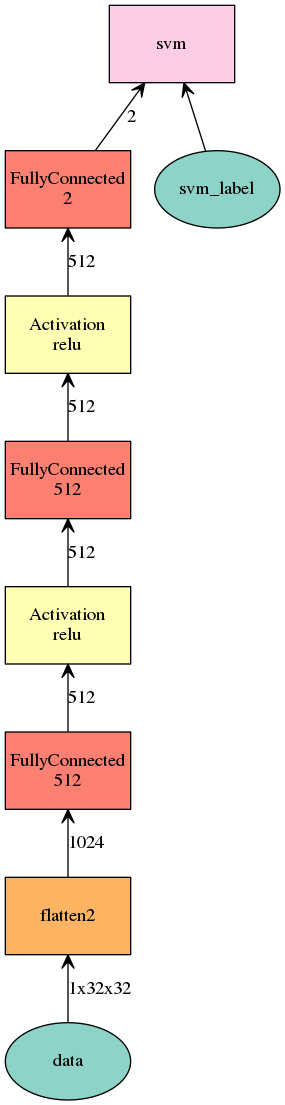 svm
2
FullyConnected
2
svm_label
512
Activation
relu
512
FullyConnected
512
512
Activation
relu
512
FullyConnected
512
1024
flatten2
1x32x32
data